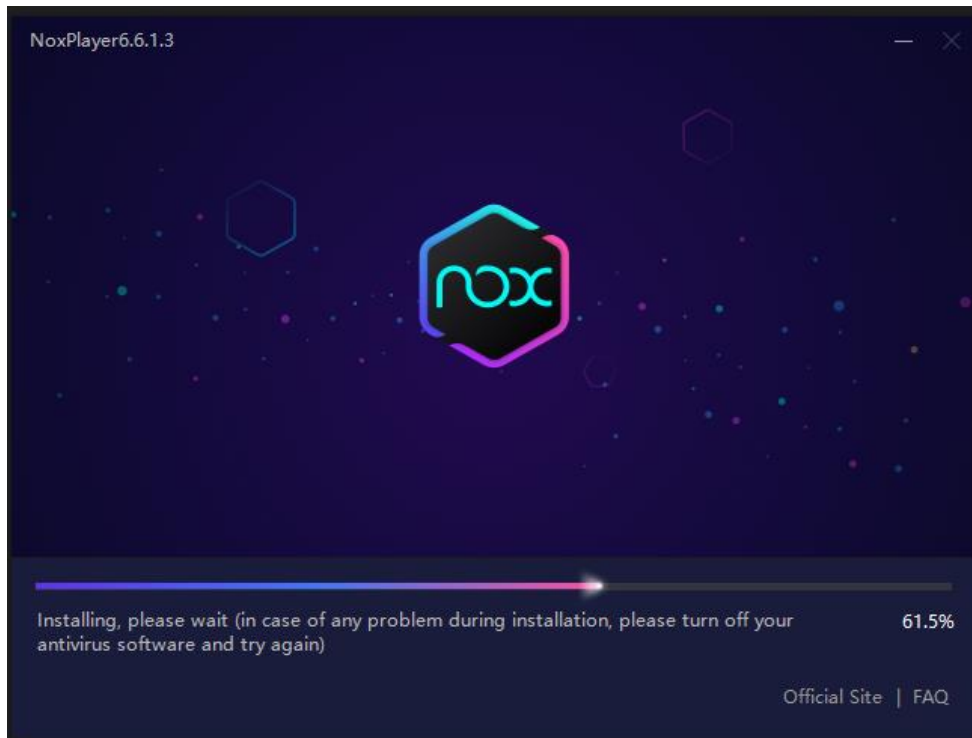 NoxPlayer6.6.1.3
nox
Installing, please wait (in case of any problem during installation, please turn off your
antivirus software and try again)
61.5%
Official Site | FAQ